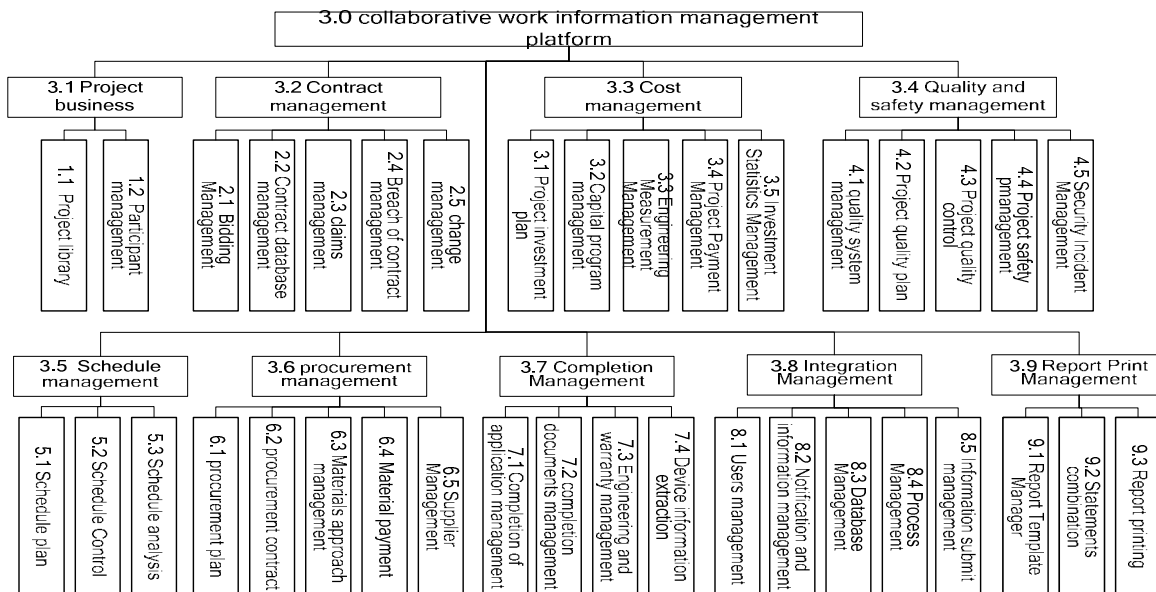 3.0 collaborative work information management
platform
3.1 Project
business
3.2 Contract
management
3.3 Cost
management
3.4 Quality and
safety management
1.1 Project library
1.2 Participant
management
2.1 Bidding
Management
2.2 Contract database
management
2.3 claims
management
2.4 Breach of contract
management
2.5 change
management
3.1 Project investment
plan
3.2 Capital program
management
3.3 Engineering
Measurement
Management
3.4 Project Payment
Management
3.5 Investment
Statistics Management
4.1 quality system
management
4.2 Project quality plan
4.3 Project quality
control
4.4 Project safety
pmanagement
4.5 Security Incident
Management
3.5 Schedule
management
3.6 procurement
management
3.7 Completion
Management
3.8 Integration
Management
3.9 Report Print
Management
5.1 Schedule plan
5.2 Schedule Control
5.3 Schedule analysis
6.1 procurement plan
6.2 procurement contract
6.3 Materials approach
management
6.4 Material payment
6.5 Supplier
Management
7.1 Completion of
application management
7.2 completion
documents management
7.3 Engineering and
warranty management
7.4 Device information
extraction
8.1 Users management
8.2 Notification and
information management
8.3 Database
Management
8.4 Process
Management
8.5 Information submit
management
9.1 Report Template
Manager
9.2 Statements
combination
9.3 Report printing